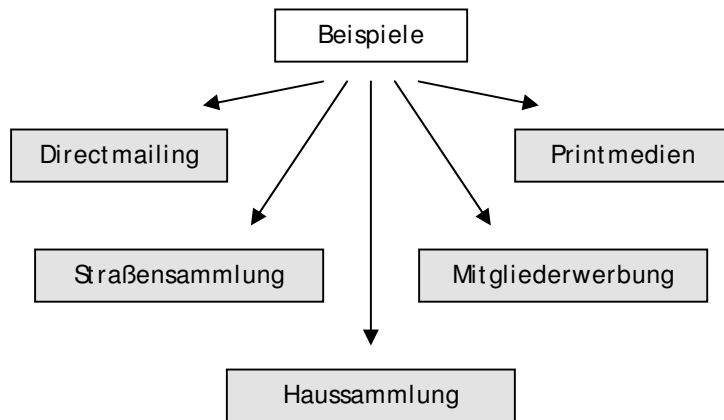 Beispiele
Directmailing
Printmedien
Straßensammlung
Mitgliederwerbung
Haussammlung